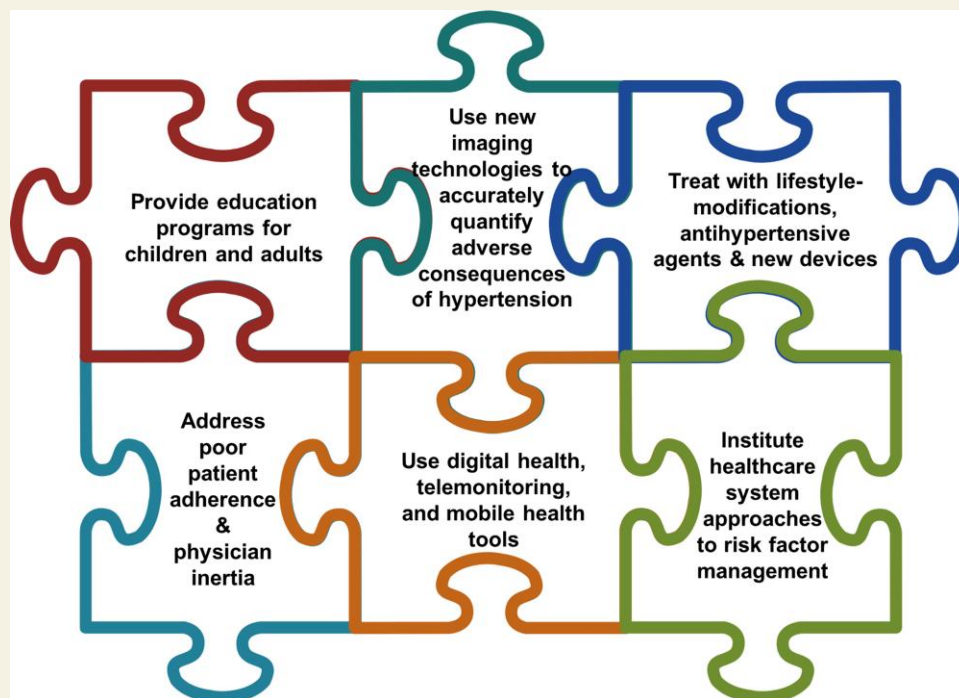 Provide education
programs for
children and adults
Use new
imaging
technologies to
accurately
quantify
adverse
consequences
of hypertension
Treat with lifestyle-
modifications,
antihypertensive
agents & new devices
Address
poor
patient
adherence
&
physician
inertia
Use digital health,
telemonitoring,
and mobile health
tools
Institute
healthcare
system
approaches
to risk factor
management